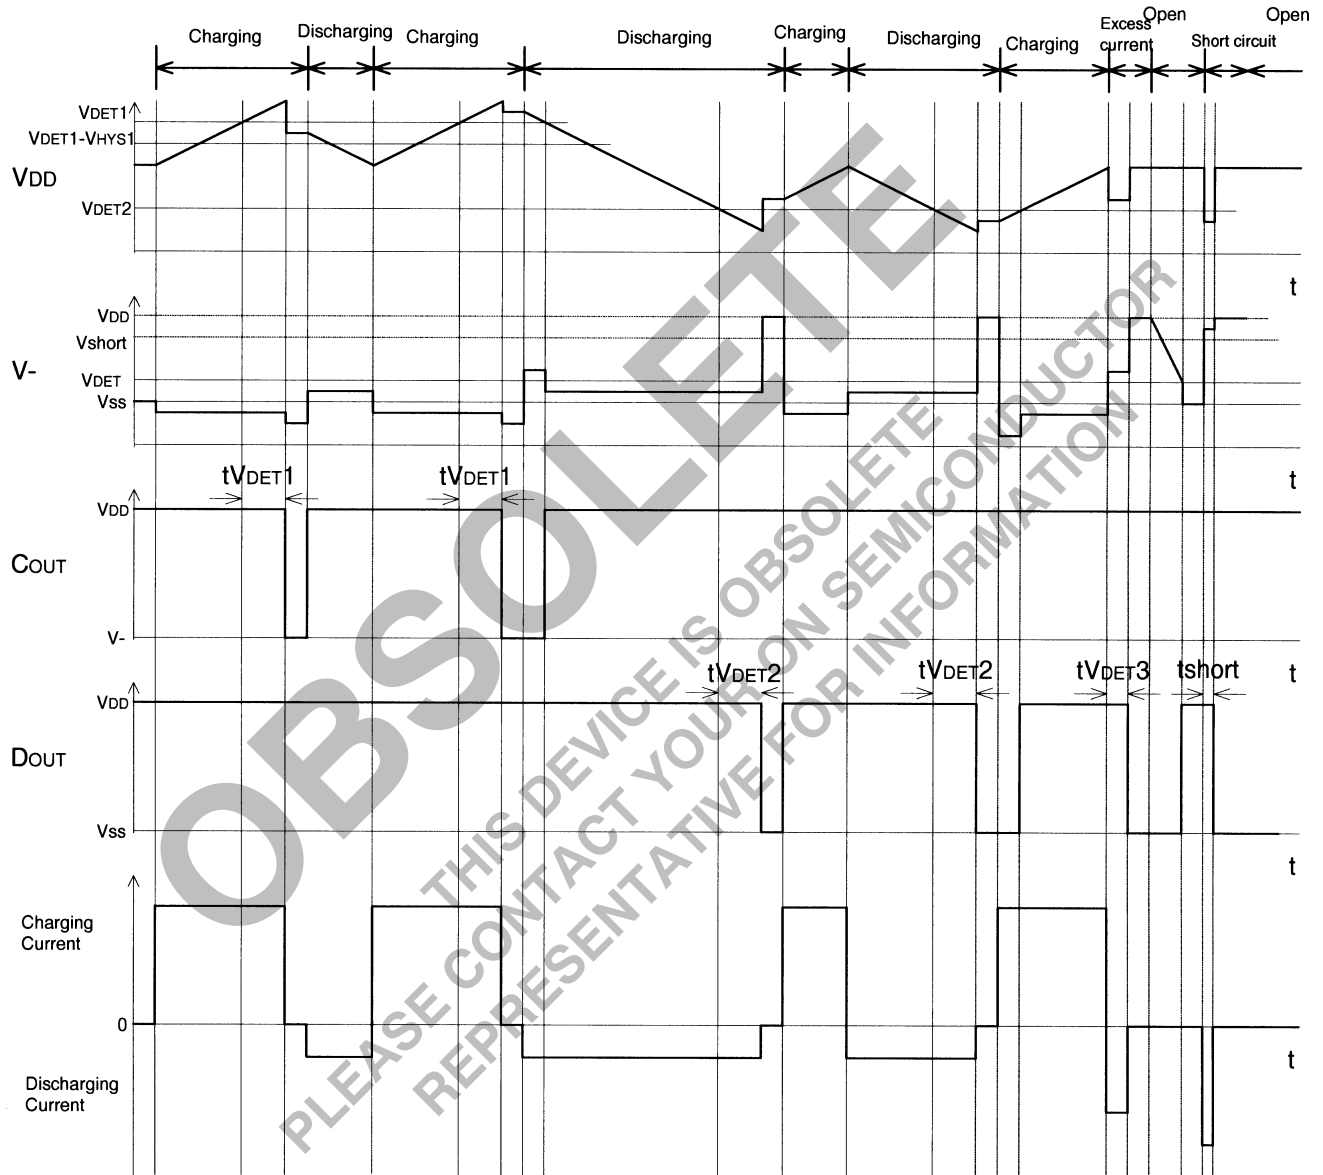 Charging
Discharging
Charging
Discharging
Charging
Discharging
Charging
Excess
current
Open
Short circuit
Open
VDET1
VDET1-VHYS1
VDD
VDET2
t
VDD
Vshort
V-
VDET
VSS
t
tVDET1
tVDET1
VDD
COUT
V-
t
tVDET2
tVDET2
tVDET3
tshort
VDD
DOUT
VSS
t
Charging
Current
0
t
Discharging
Current
OBSOLETE
THIS DEVICE IS OBSOLETE
PLEASE CONTACT YOUR ON SEMICONDUCTOR
REPRESENTATIVE FOR INFORMATION